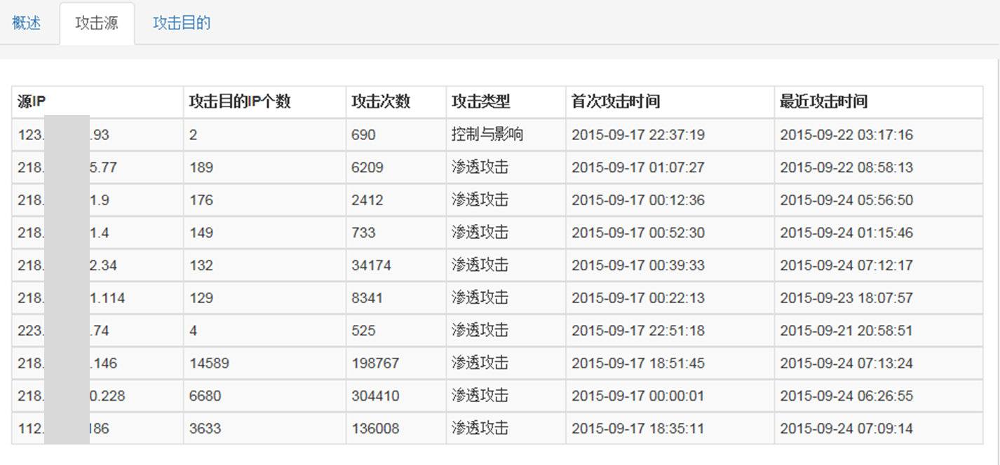 概述 攻击源 攻击目的
源IP 攻击目的IP个数 攻击次数 攻击类型 首次攻击时间 最近攻击时间
123. .93 2 690 控制与影响 2015-09-17 22:37:19 2015-09-22 03:17:16
218. 5.77 189 6209 渗透攻击 2015-09-17 01:07:27 2015-09-22 08:58:13
218. 1.9 176 2412 渗透攻击 2015-09-17 00:12:36 2015-09-24 05:56:50
218. 1.4 149 733 渗透攻击 2015-09-17 00:52:30 2015-09-24 01:15:46
218. 2.34 132 34174 渗透攻击 2015-09-17 00:39:33 2015-09-24 07:12:17
218. 1.114 129 8341 渗透攻击 2015-09-17 00:22:13 2015-09-23 18:07:57
223. .74 4 525 渗透攻击 2015-09-17 22:51:18 2015-09-21 20:58:51
218. .146 14589 198767 渗透攻击 2015-09-17 18:51:45 2015-09-24 07:13:24
218. 0.228 6680 304410 渗透攻击 2015-09-17 00:00:01 2015-09-24 06:26:55
112. 186 3633 136008 渗透攻击 2015-09-17 18:35:11 2015-09-24 07:09:14